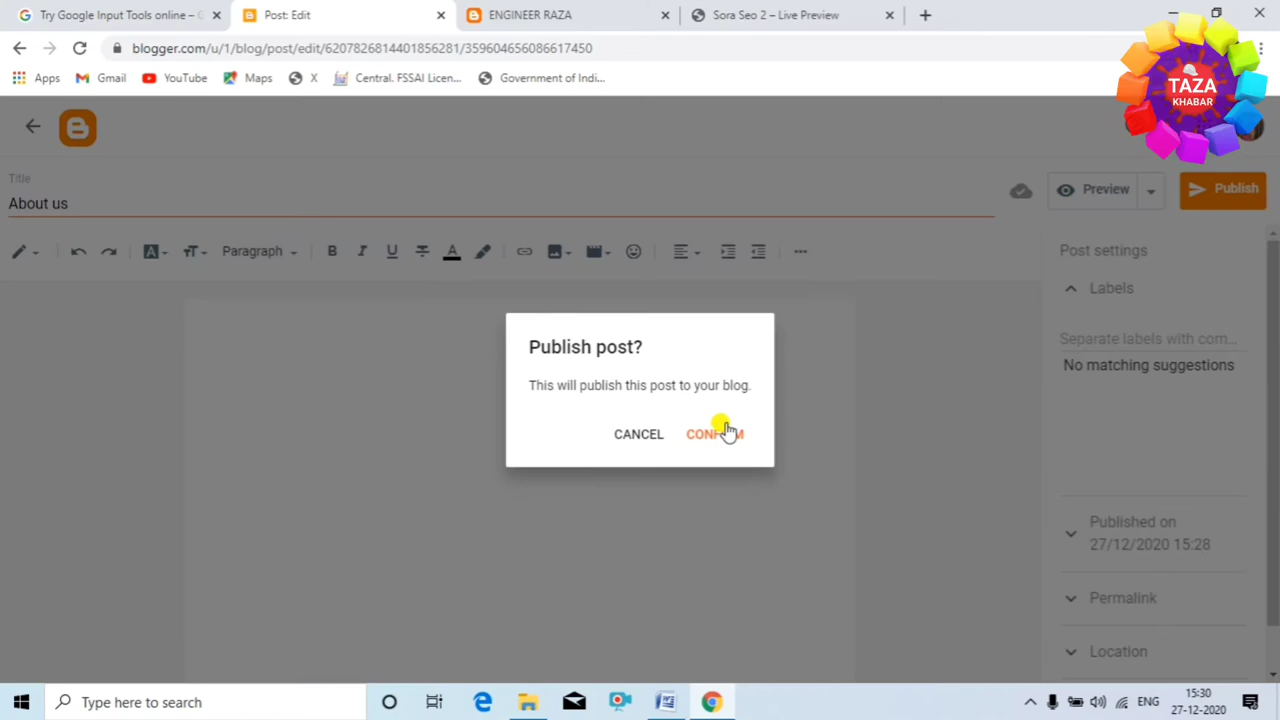 Try Google Input Tools online – G
Post: Edit
ENGINEER RAZA
Sora Seo 2 – Live Preview
blogger.com/u/1/blog/post/edit/6207826814401856281/359604656086617450
Apps
Gmail
YouTube
Maps
X
Central. FSSAI Licen...
Government of Indi...
TAZA
KHABAR
Title
About us
Preview
Publish
Paragraph
Post settings
Labels
Separate labels with com...
No matching suggestions
Publish post?
This will publish this post to your blog.
CANCEL
CONFIRM
Published on
27/12/2020 15:28
Permalink
Location
Type here to search
ENG
15:30
27-12-2020